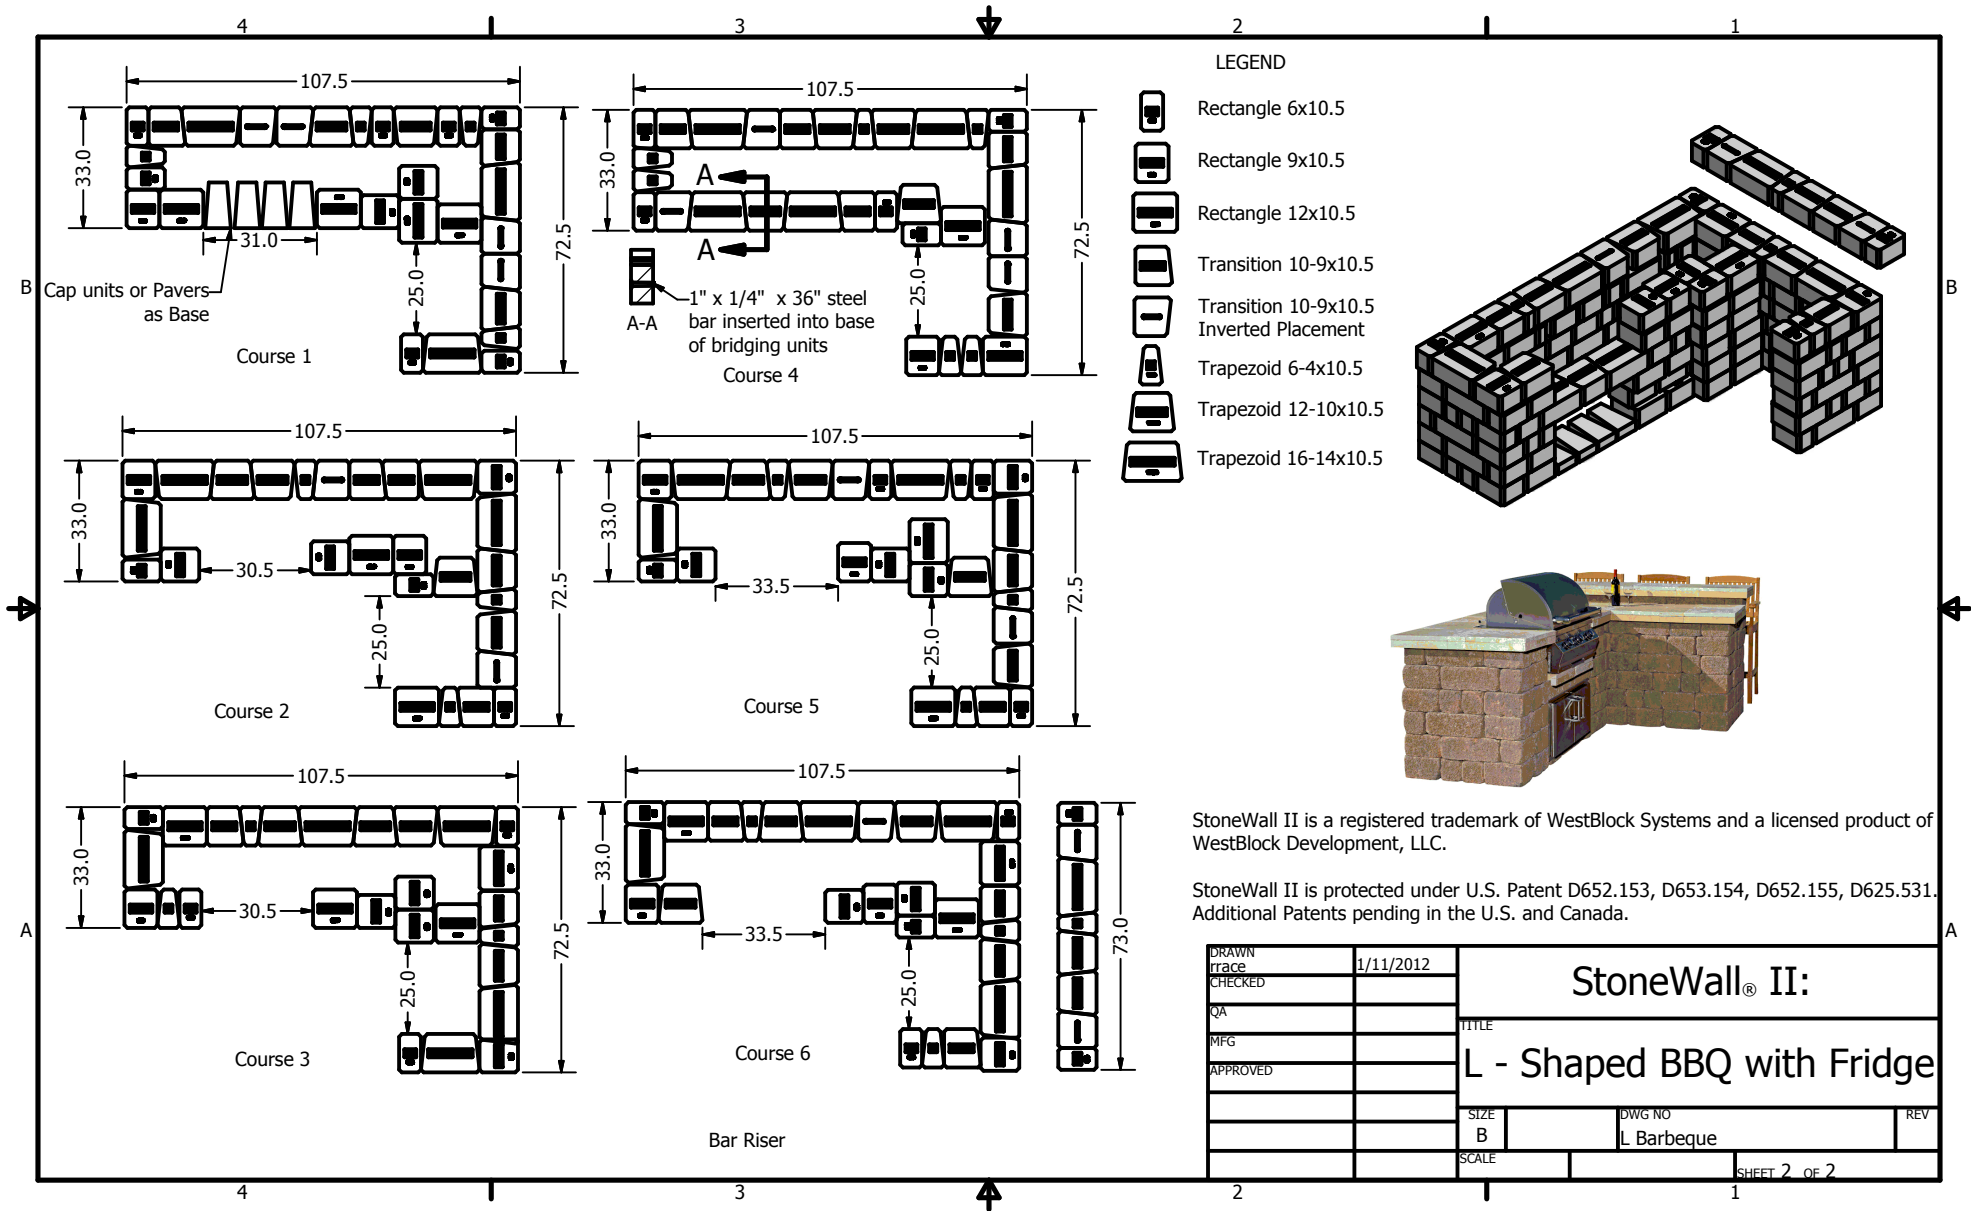 4
3
2
1
B
A
B
A
4
3
2
1
107.5
33.0
31.0
25.0
72.5
Cap units or Pavers
as Base
Course 1
107.5
33.0
A
A
25.0
72.5
A-A
1" x 1/4"  x 36" steel
bar inserted into base
of bridging units
Course 4
107.5
33.0
30.5
25.0
72.5
Course 2
107.5
33.0
33.5
25.0
72.5
Course 5
107.5
33.0
30.5
25.0
72.5
Course 3
107.5
33.0
33.5
25.0
73.0
Course 6
Bar Riser
LEGEND
Rectangle 6x10.5
Rectangle 9x10.5
Rectangle 12x10.5
Transition 10-9x10.5
Transition 10-9x10.5
Inverted Placement
Trapezoid 6-4x10.5
Trapezoid 12-10x10.5
Trapezoid 16-14x10.5
StoneWall II is a registered trademark of WestBlock Systems and a licensed product of
WestBlock Development, LLC.
StoneWall II is protected under U.S. Patent D652.153, D653.154, D652.155, D625.531.
Additional Patents pending in the U.S. and Canada.
DRAWN
rrace 1/11/2012
CHECKED
QA
MFG
APPROVED
StoneWall® II:
TITLE
L - Shaped BBQ with Fridge
SIZE
B
DWG NO
L Barbeque
REV
SCALE
SHEET 2 OF 2